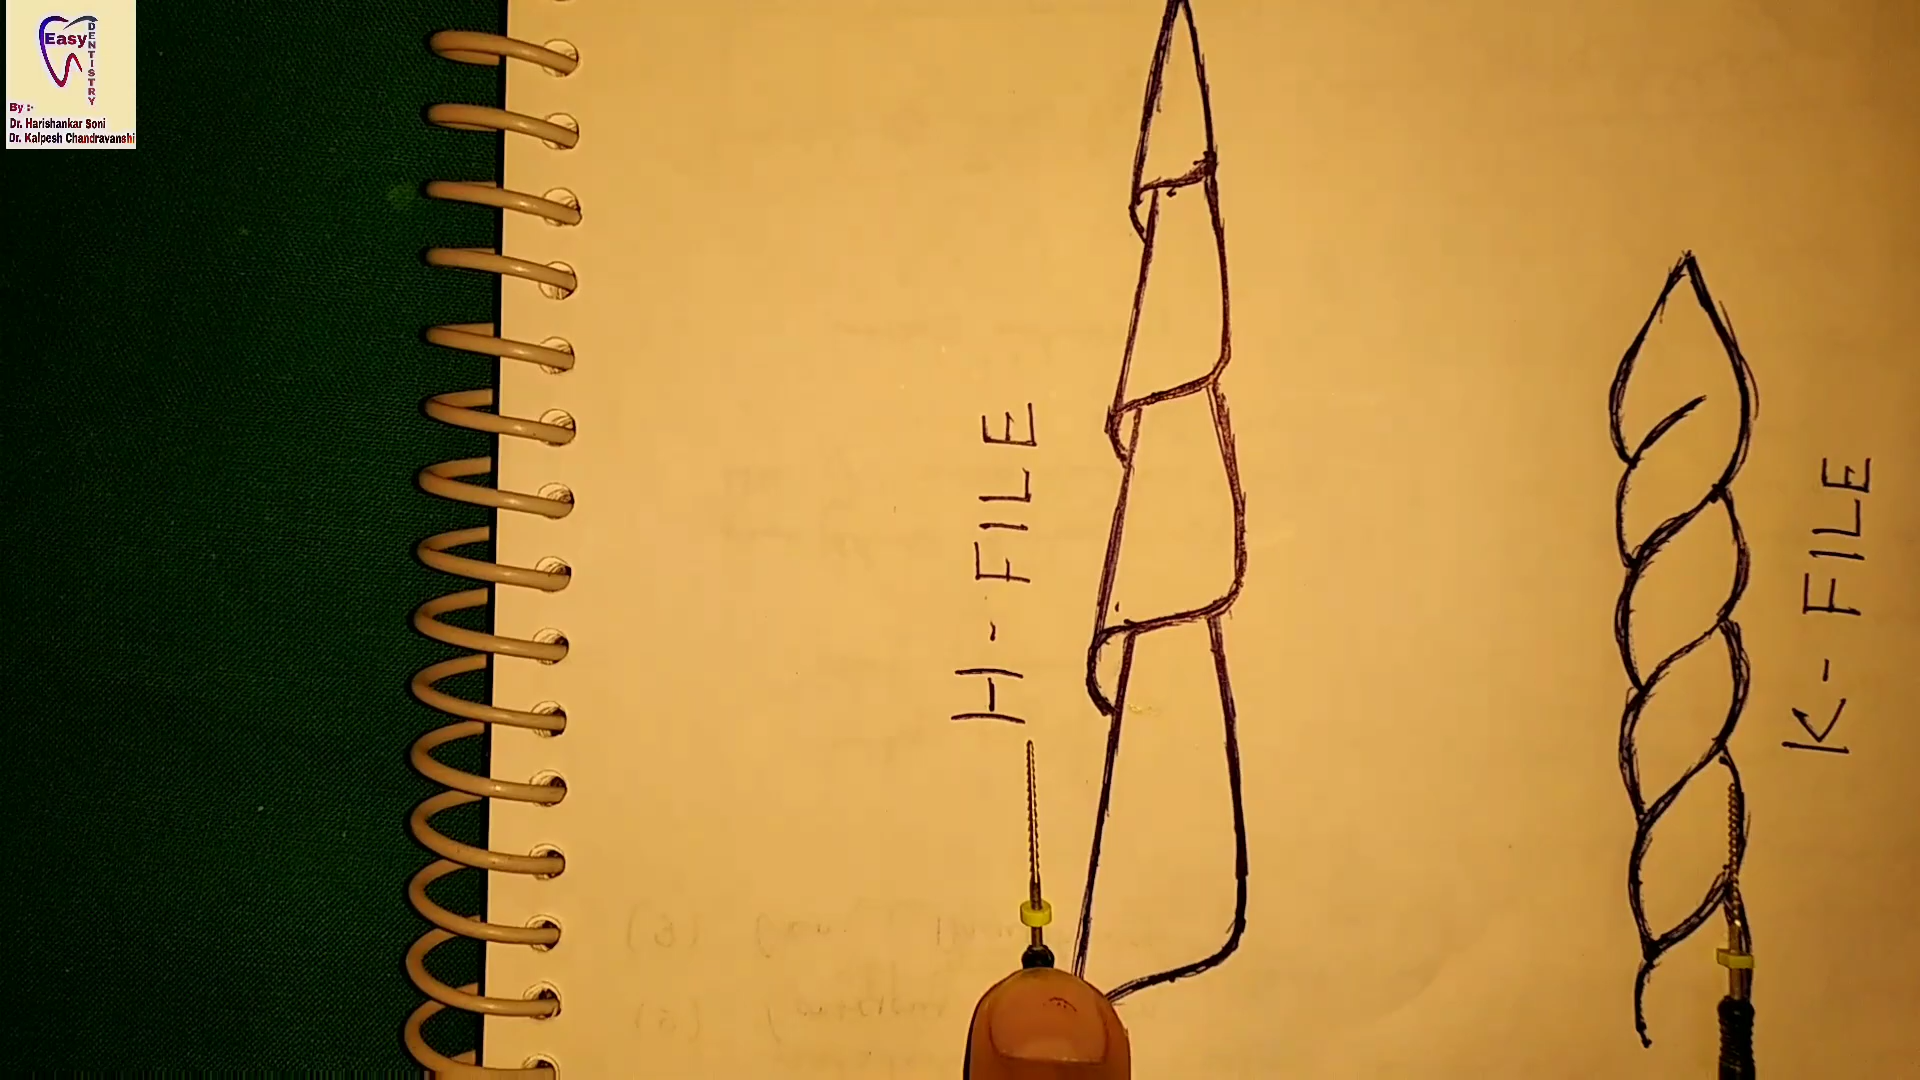 Easy
DENTISTRY
By :-
Dr. Harishankar Soni
Dr. Kalpesh Chandravanshi
H - FILE
K - FILE